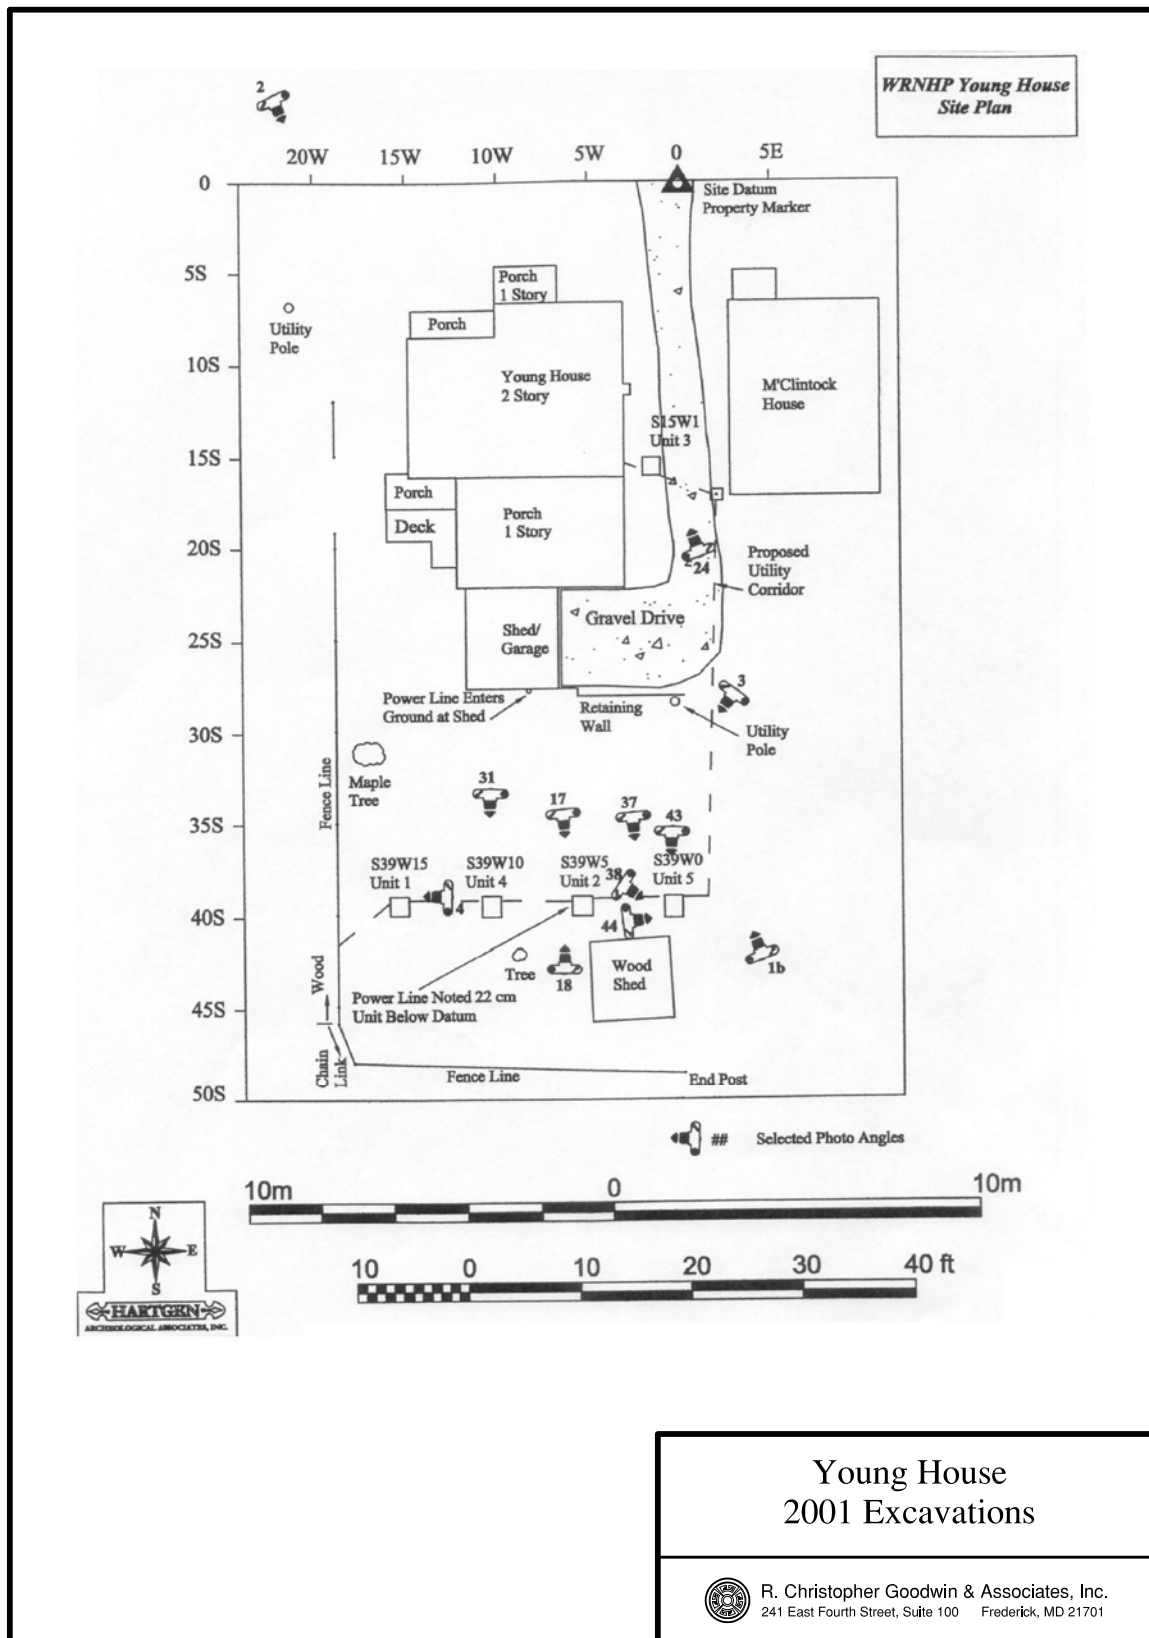 WRNHP Young House
Site Plan
2
20W 15W 10W 5W 0 5E
0
Site Datum
Property Marker
5S
Porch
1 Story
Porch
Utility
Pole
10S
Young House
2 Story
M'Clintock
House
S15W1
Unit 3
15S
Porch
Deck
Porch
1 Story
20S
24
Proposed
Utility
Corridor
Gravel Drive
25S
Shed/
Garage
3
Power Line Enters
Ground at Shed
Retaining
Wall
30S
Utility
Pole
Maple
Tree
Fence Line
31
17
37
43
35S
S39W15
Unit 1
S39W10
Unit 4
S39W5
Unit 2
S39W0
Unit 5
4
38
44
40S
Wood
Tree
18
Wood
Shed
1b
Power Line Noted 22 cm
Unit Below Datum
45S
Chain
Link
Fence Line
End Post
50S
## Selected Photo Angles
10m 0 10m
10 0 10 20 30 40 ft
N
W E
S
HARTGEN
ARCHEOLOGICAL ASSOCIATES, INC.
Young House
2001 Excavations
R. Christopher Goodwin & Associates, Inc.
241 East Fourth Street, Suite 100 Frederick, MD 21701